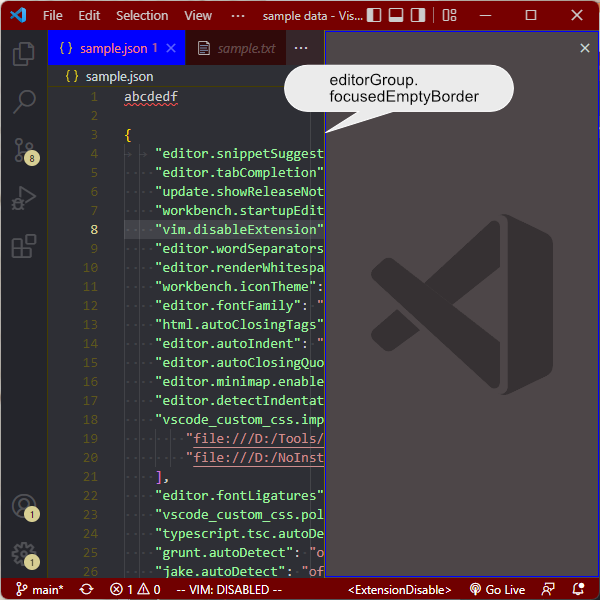 File Edit Selection View ··· sample data - Vis...
{} sample.json 1 sample.txt ···
{} sample.json
editorGroup.
focusedEmptyBorder
1 abcdedf
2
3 {
4 "editor.snippetSuggest
5 "editor.tabCompletion"
6 "update.showReleaseNot
7 "workbench.startupEdit
8 "vim.disableExtension"
9 "editor.wordSeparators
10 "editor.renderWhitespa
11 "workbench.iconTheme":
12 "editor.fontFamily": "
13 "html.autoClosingTags"
14 "editor.autoIndent": "
15 "editor.autoClosingQuo
16 "editor.minimap.enable
17 "editor.detectIndentat
18 "vscode_custom_css.imp
19 "file:///D:/Tools/
20 "file:///D:/NoInst
21 ],
22 "editor.fontLigatures"
23 "vscode_custom_css.pol
24 "typescript.tsc.autoDe
25 "grunt.autoDetect": "o
26 "jake.autoDetect": "of
8
1
1
main* 1 0 -- VIM: DISABLED -- <ExtensionDisable> Go Live